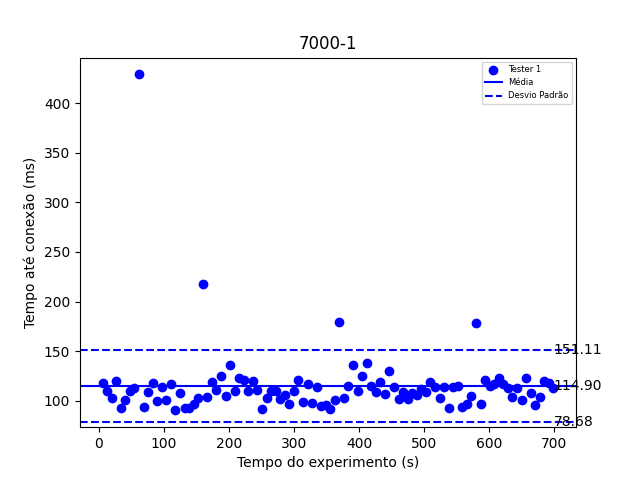 7000-1
Tester 1
Média
Desvio Padrão
Tempo até conexão (ms)
400
350
300
250
200
150
100
151.11
114.90
78.68
0 100 200 300 400 500 600 700
Tempo do experimento (s)